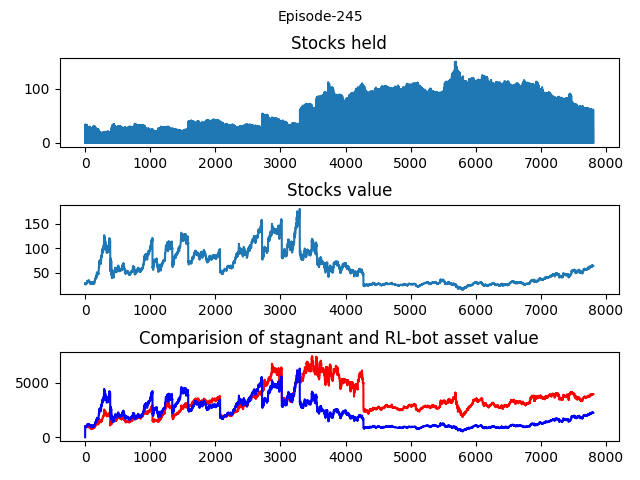 Episode-245
Stocks held
100
0
0 1000 2000 3000 4000 5000 6000 7000 8000
Stocks value
150
100
50
0 1000 2000 3000 4000 5000 6000 7000 8000
Comparision of stagnant and RL-bot asset value
5000
0
0 1000 2000 3000 4000 5000 6000 7000 8000